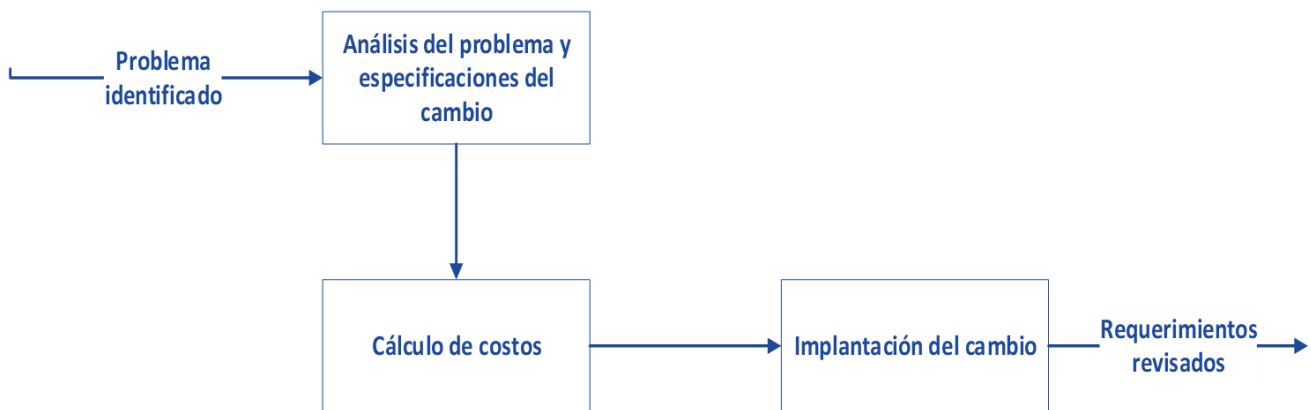 Problema
identificado
Análisis del problema y
especificaciones del
cambio
Cálculo de costos
Implantación del cambio
Requerimientos
revisados